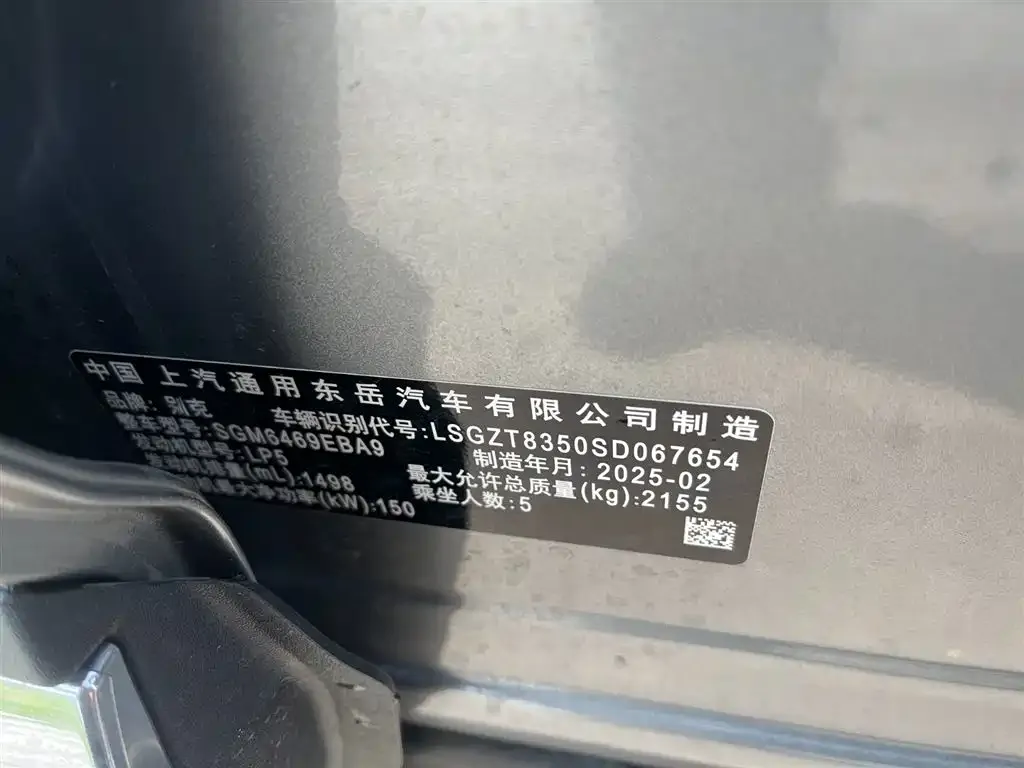 中国 上汽通用东岳汽车有限公司制造
品牌: 别克 车辆识别代号:LSGZT8350SD067654
整车型号:SGM6469EBA9 制造年月: 2025-02
发动机型号: LP5 最大允许总质量(kg):2155
发动机排量(mL):1498 乘坐人数:5
机最大净功率(kW):150